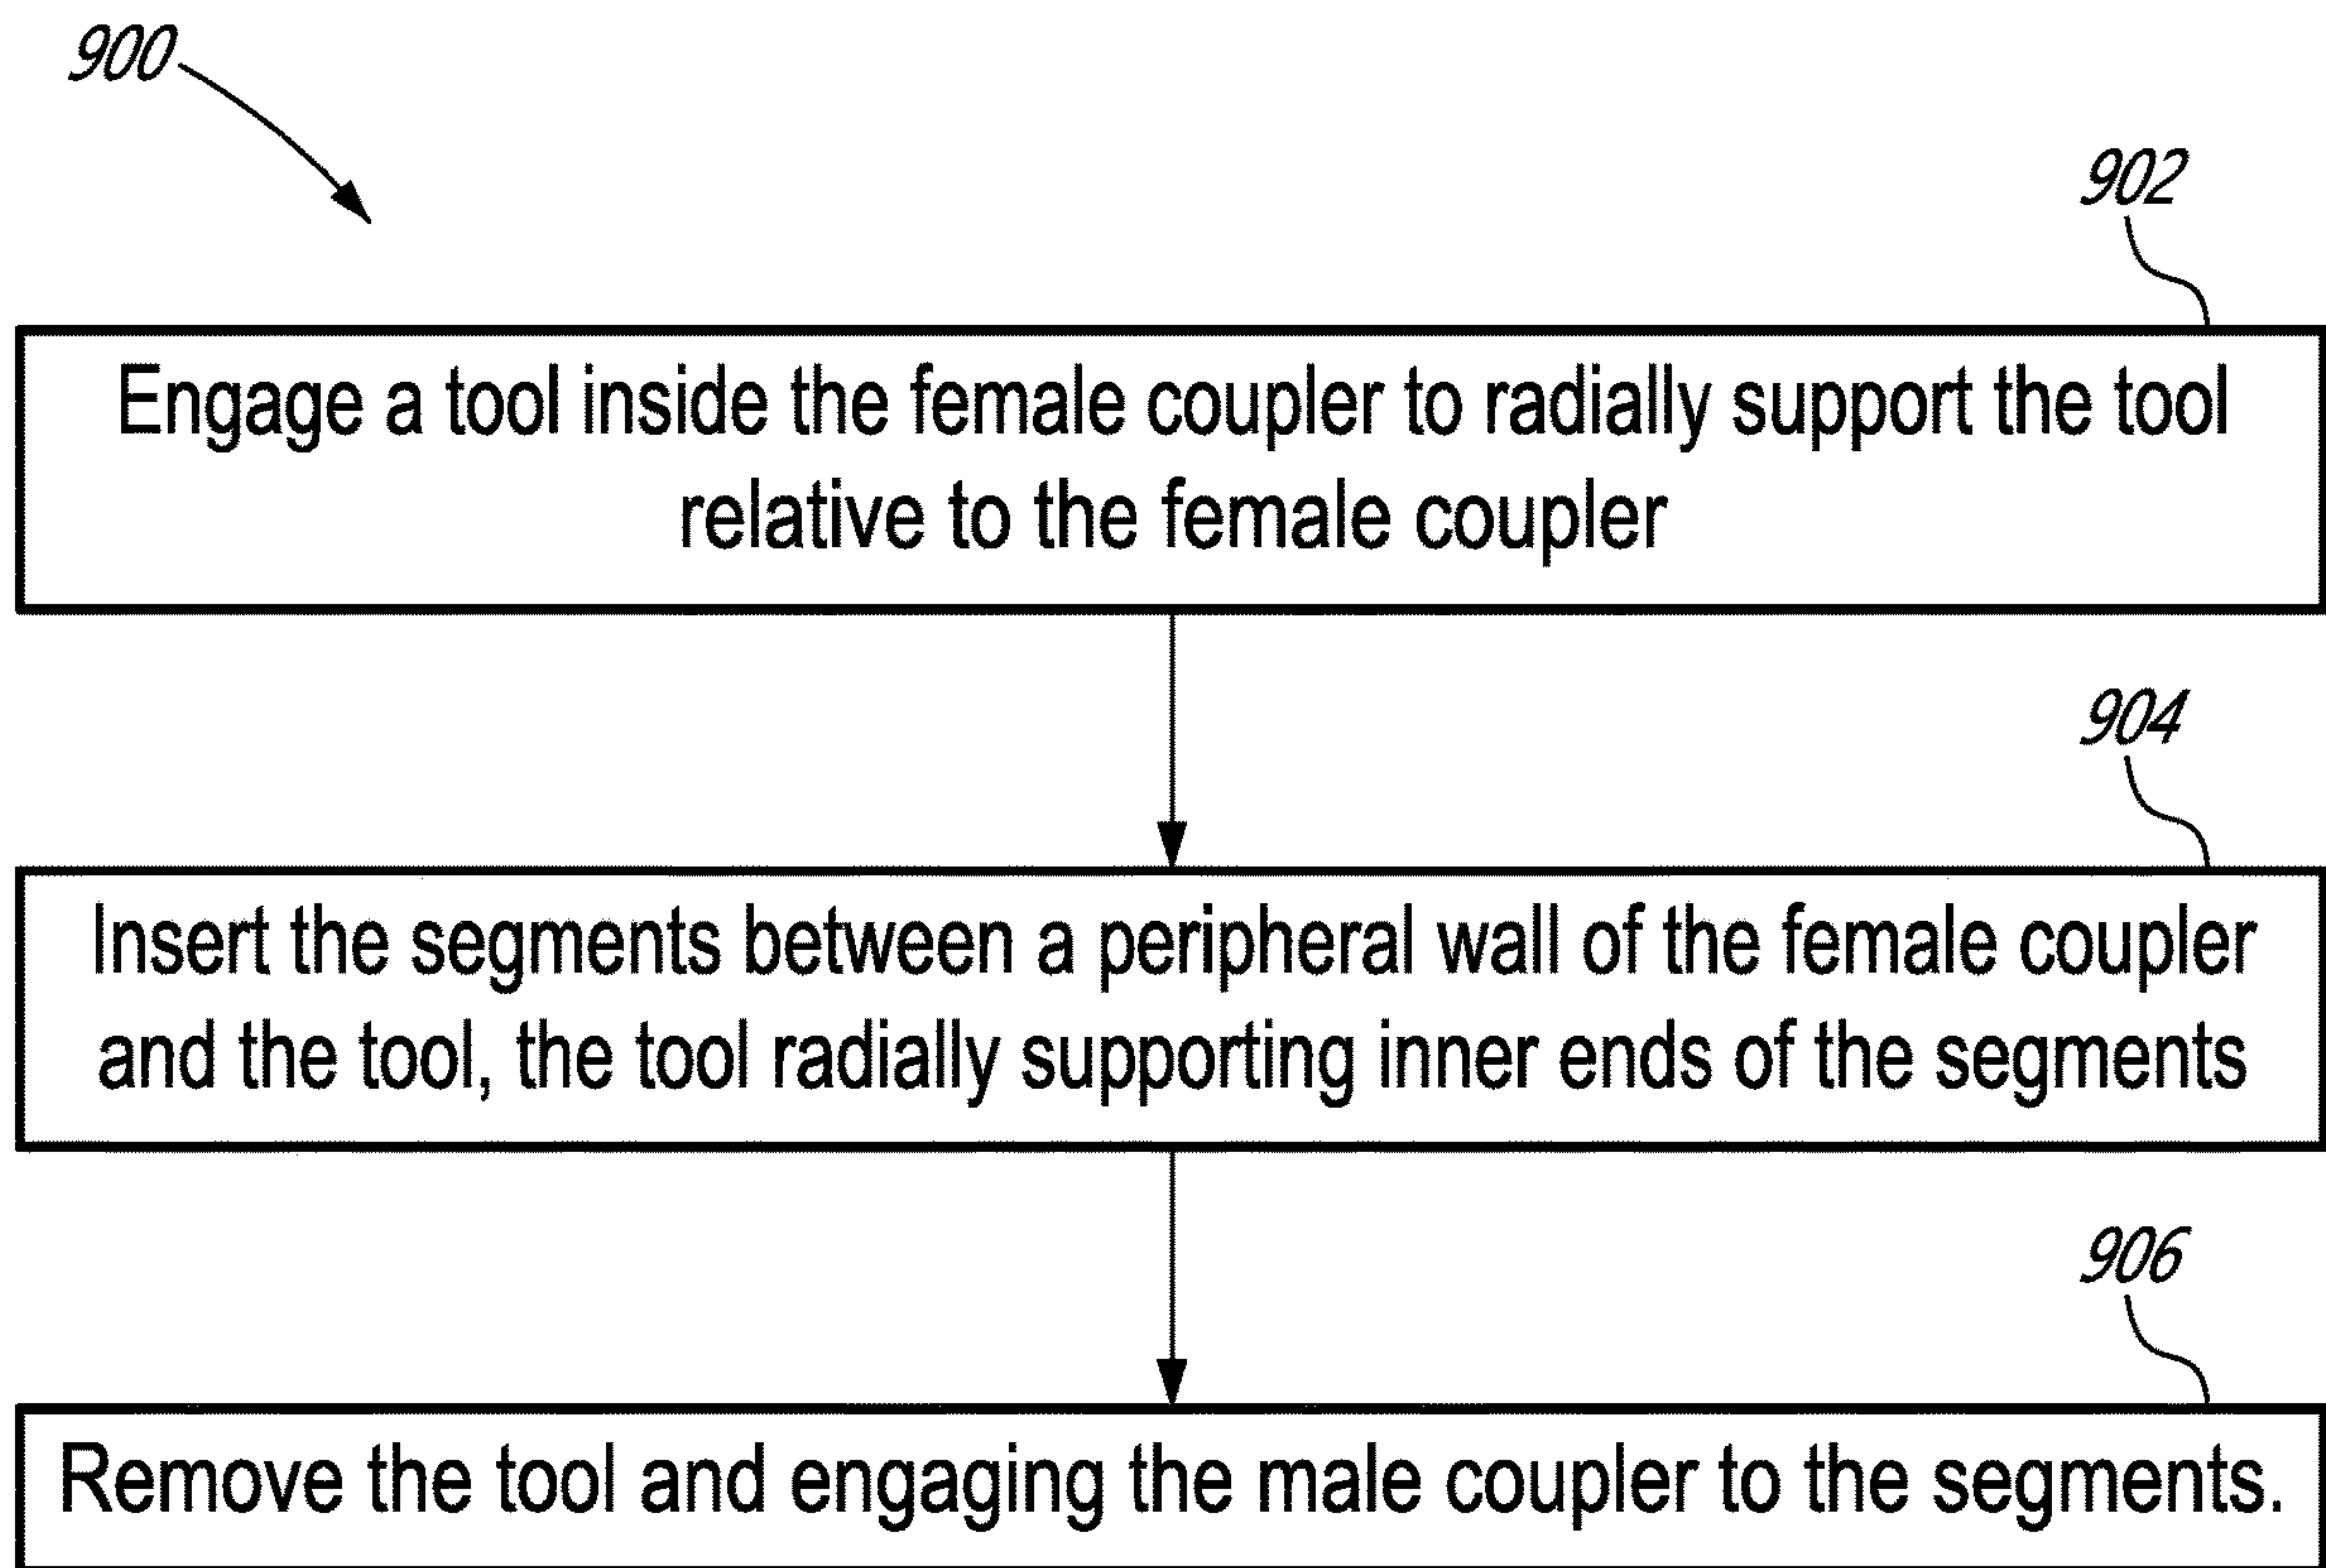 900
902
Engage a tool inside the female coupler to radially support the tool
relative to the female coupler
904
Insert the segments between a peripheral wall of the female coupler
and the tool, the tool radially supporting inner ends of the segments
906
Remove the tool and engaging the male coupler to the segments.